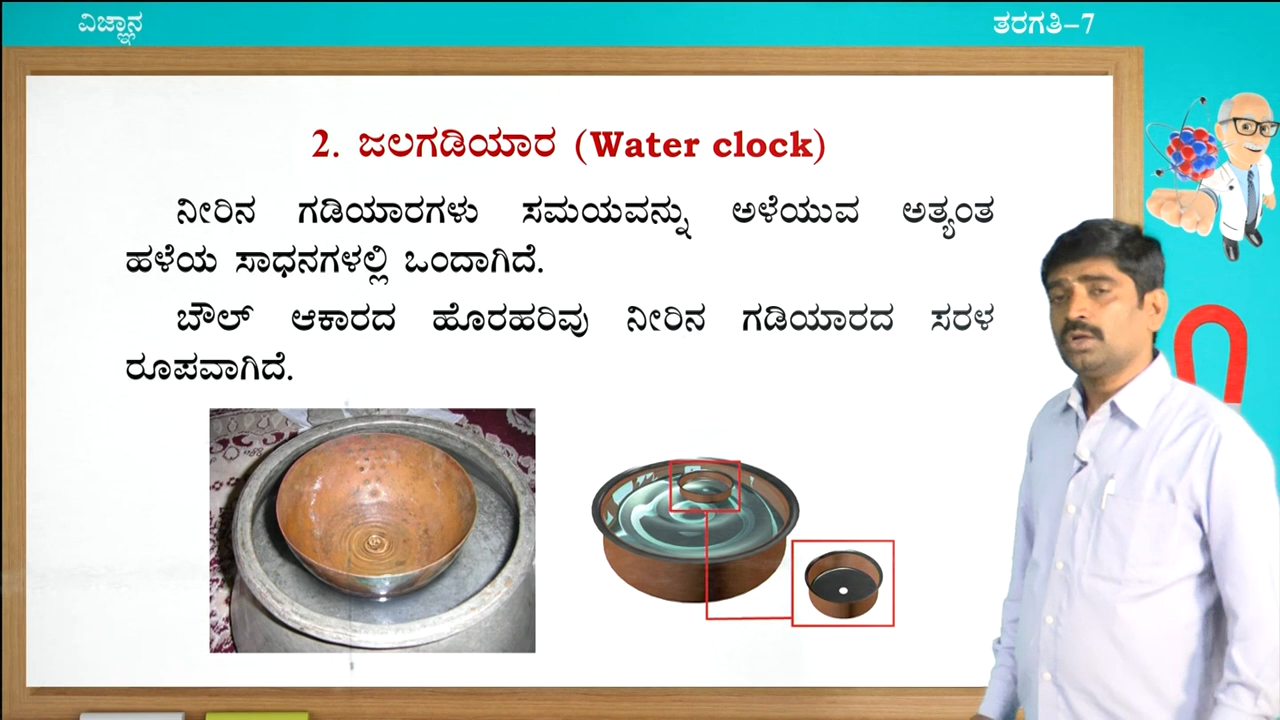 ವಿಜ್ಞಾನ
ತರಗತಿ–7
2. ಜಲಗಡಿಯಾರ (Water clock)
ನೀರಿನ ಗಡಿಯಾರಗಳು ಸಮಯವನ್ನು ಅಳೆಯುವ ಅತ್ಯಂತ
ಹಳೆಯ ಸಾಧನಗಳಲ್ಲಿ ಒಂದಾಗಿದೆ.
ಬೌಲ್ ಆಕಾರದ ಹೊರಹರಿವು ನೀರಿನ ಗಡಿಯಾರದ ಸರಳ
ರೂಪವಾಗಿದೆ.